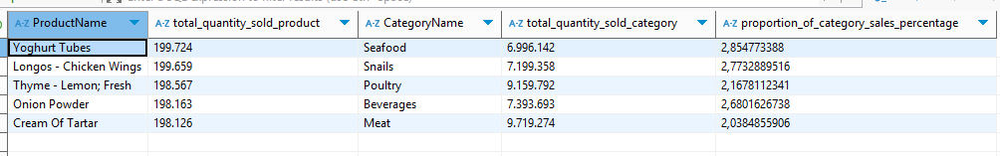 A-Z ProductName A-Z total_quantity_sold_product A-Z CategoryName A-Z total_quantity_sold_category A-Z proportion_of_category_sales_percentage
Yoghurt Tubes 199.724 Seafood 6.996.142 2,854773388
Longos - Chicken Wings 199.659 Snails 7.199.358 2,7732889516
Thyme - Lemon; Fresh 198.567 Poultry 9.159.792 2,1678112341
Onion Powder 198.163 Beverages 7.393.693 2,6801626738
Cream Of Tartar 198.126 Meat 9.719.274 2,0384855906